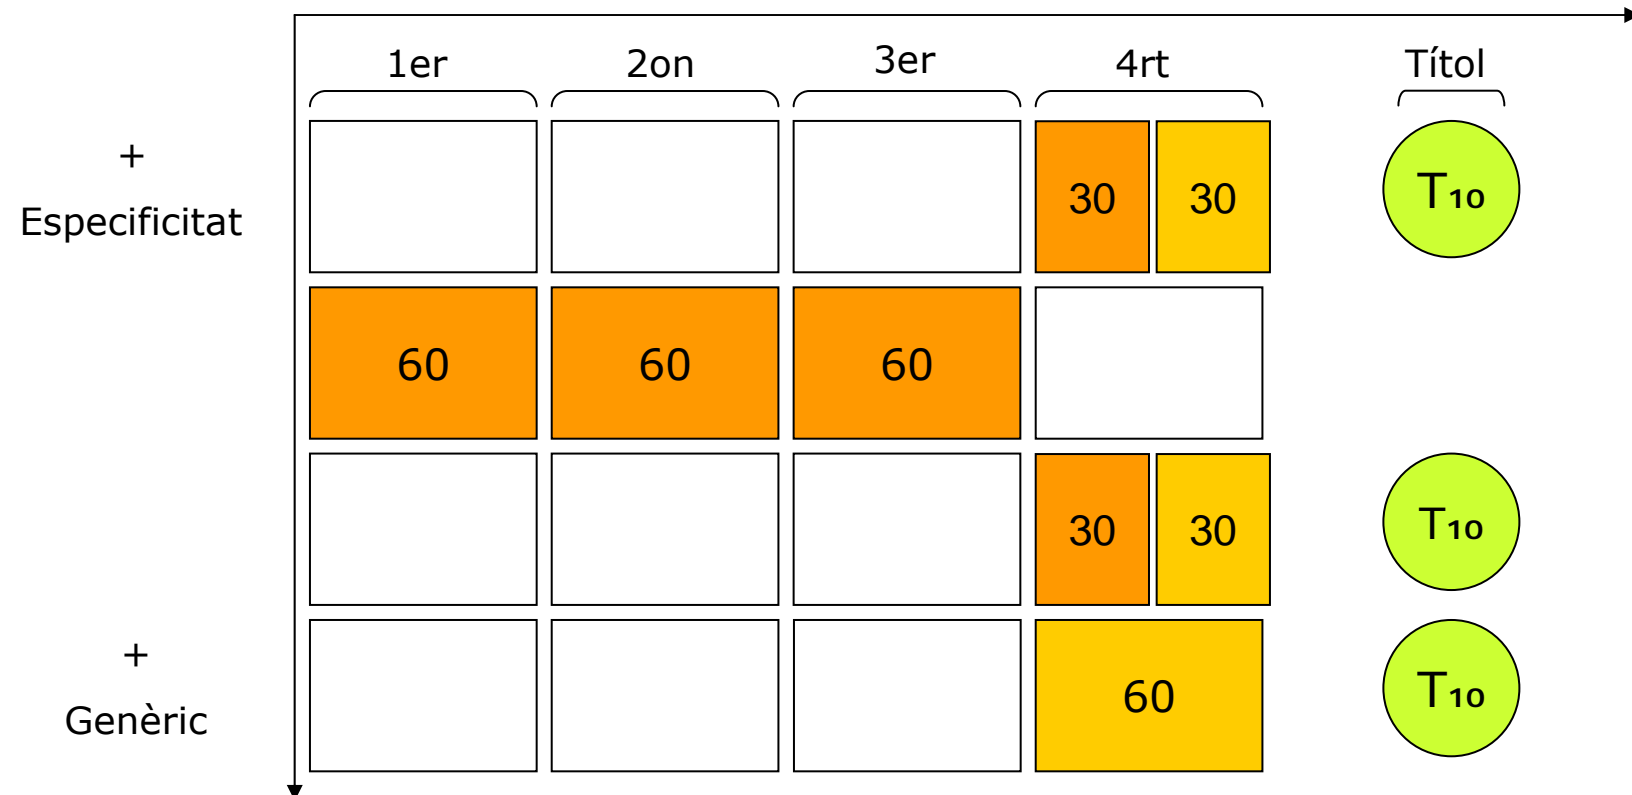 1er 2on 3er 4rt Títol
+
Especificitat
30 30 T₁₀
60 60 60
30 30 T₁₀
+
Genèric
60 T₁₀